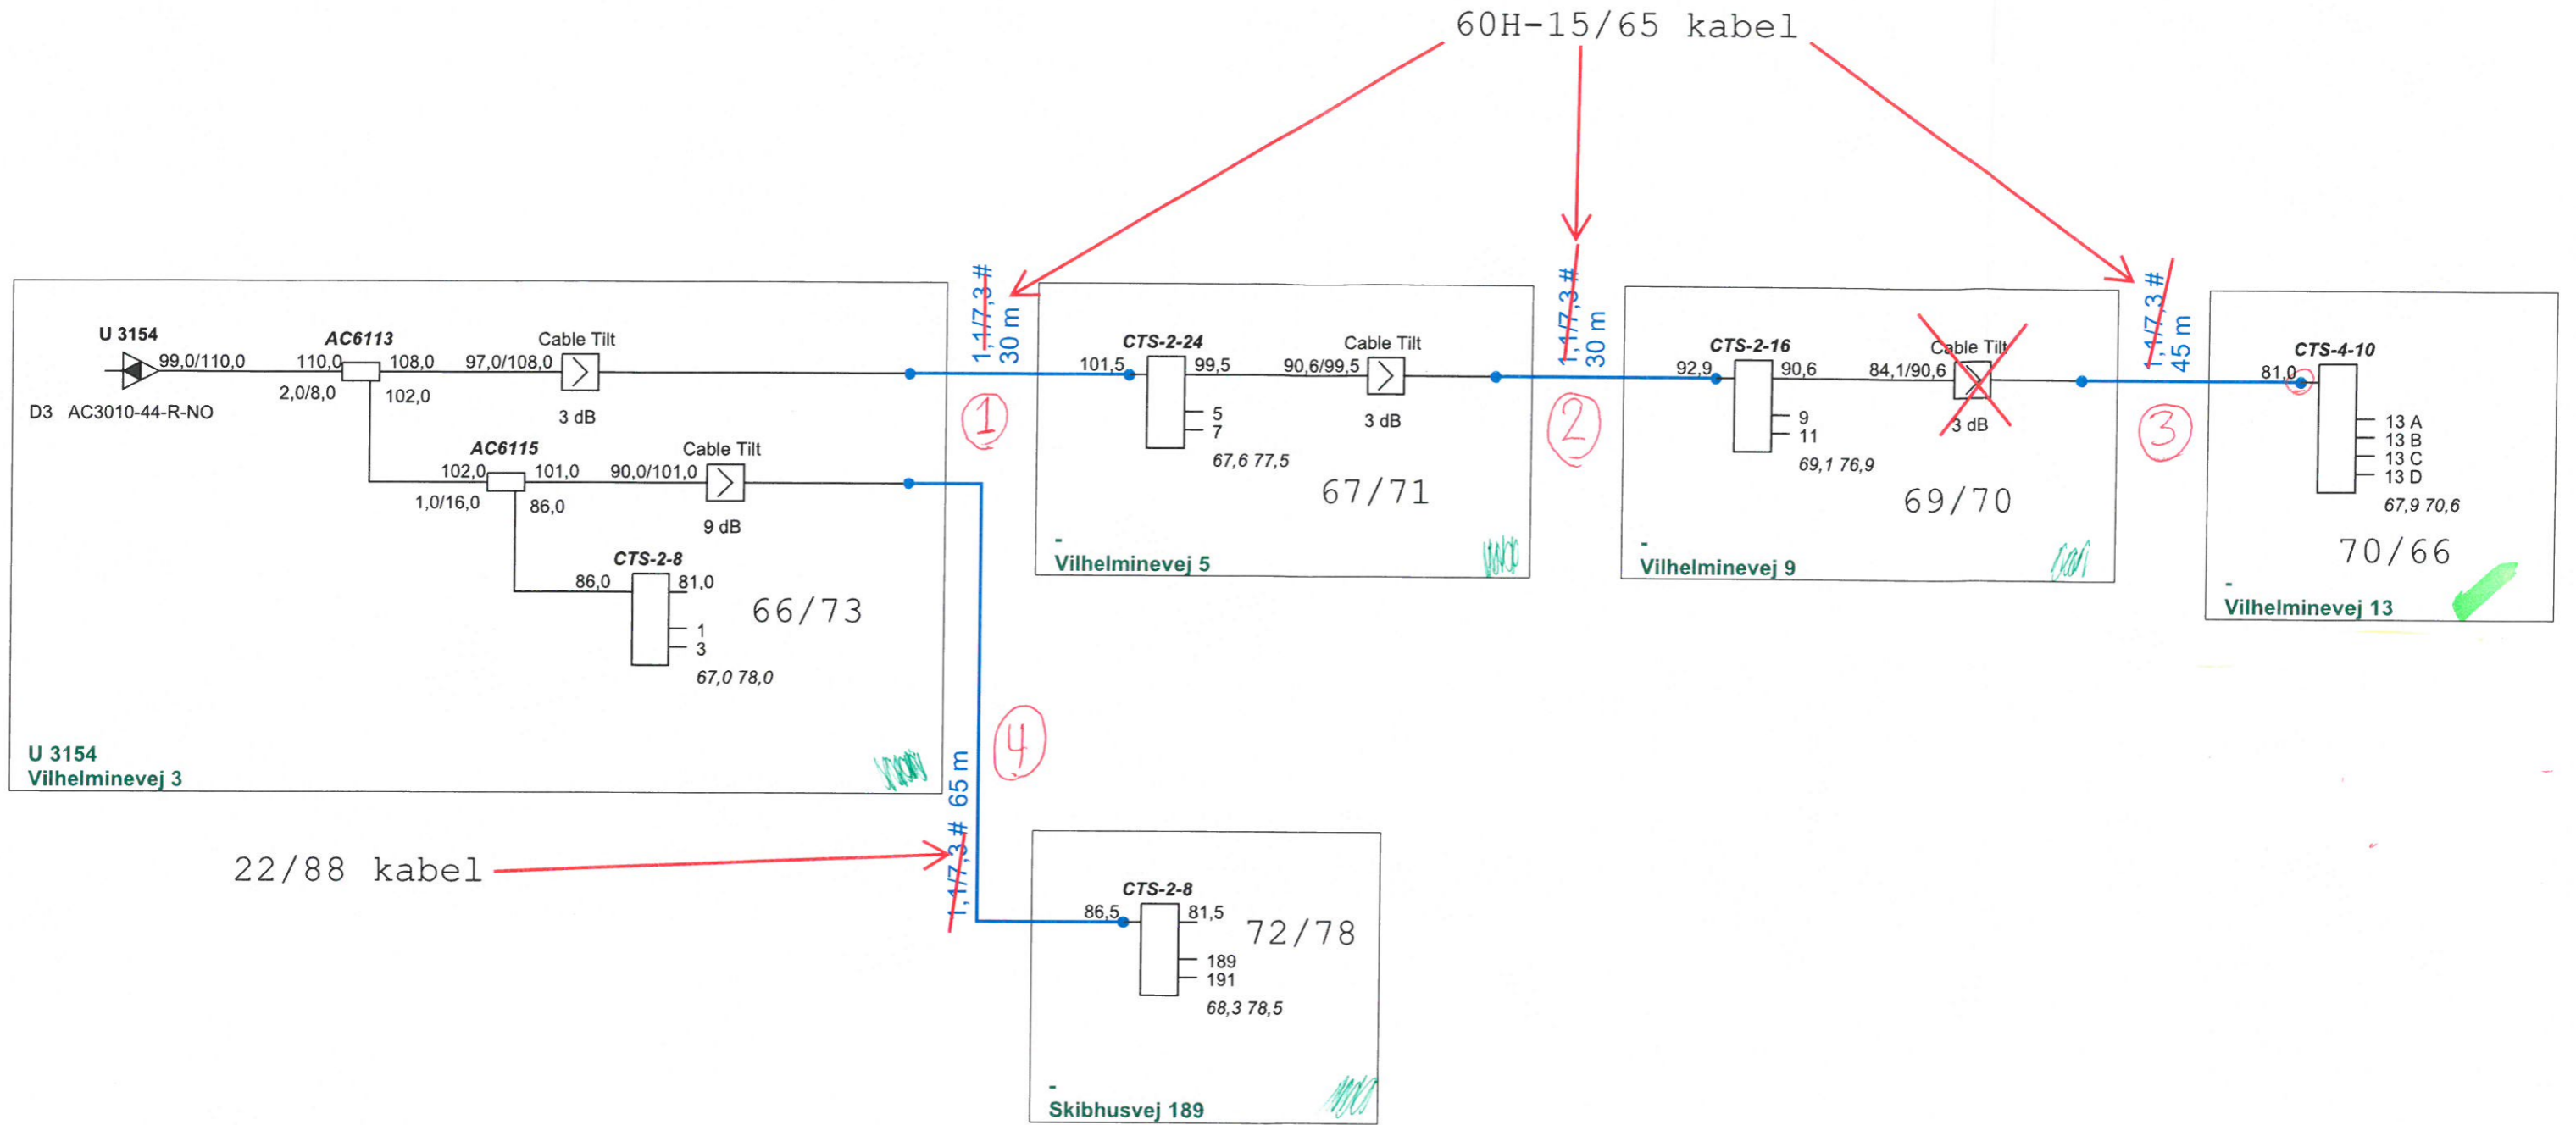 60H-15/65 kabel
U 3154
99,0/110,0
D3 AC3010-44-R-NO
AC6113
110,0
108,0
2,0/8,0
102,0
97,0/108,0
Cable Tilt
3 dB
AC6115
102,0
101,0
1,0/16,0
86,0
90,0/101,0
Cable Tilt
9 dB
CTS-2-8
86,0
81,0
1
3
67,0 78,0
66/73
U 3154
Vilhelminevej 3
1,1/7,3 #
30 m
1
CTS-2-24
101,5
99,5
5
7
67,6 77,5
90,6/99,5
Cable Tilt
3 dB
67/71
-
Vilhelminevej 5
1,1/7,3 #
30 m
2
CTS-2-16
92,9
90,6
9
11
69,1 76,9
84,1/90,6
Cable Tilt
3 dB
69/70
-
Vilhelminevej 9
1,1/7,3 #
45 m
3
CTS-4-10
81,0
13 A
13 B
13 C
13 D
67,9 70,6
70/66
-
Vilhelminevej 13
4
1,1/7,3 # 65 m
22/88 kabel
CTS-2-8
86,5
81,5
72/78
189
191
68,3 78,5
-
Skibhusvej 189